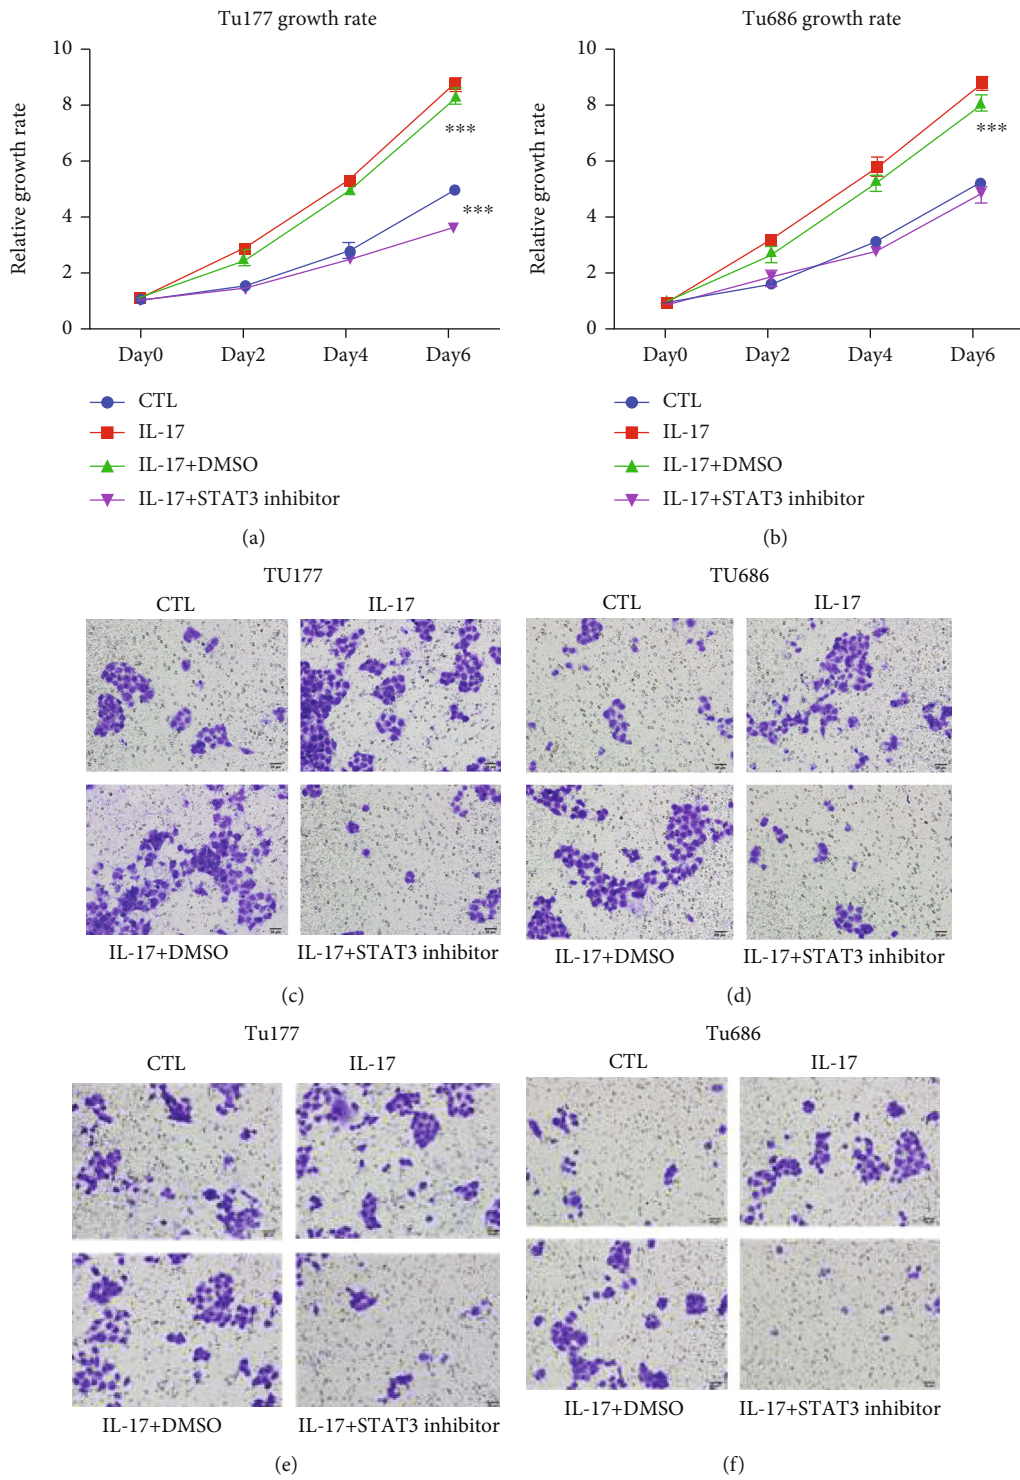 Tu177 growth rate
10
8
6
4
2
0
Relative growth rate
***
***
Day0 Day2 Day4 Day6
CTL
IL-17
IL-17+DMSO
IL-17+STAT3 inhibitor
(a)
Tu686 growth rate
10
8
6
4
2
0
Relative growth rate
***
Day0 Day2 Day4 Day6
CTL
IL-17
IL-17+DMSO
IL-17+STAT3 inhibitor
(b)
TU177
CTL IL-17
IL-17+DMSO IL-17+STAT3 inhibitor
(c)
TU686
CTL IL-17
IL-17+DMSO IL-17+STAT3 inhibitor
(d)
Tu177
CTL IL-17
IL-17+DMSO IL-17+STAT3 inhibitor
(e)
Tu686
CTL IL-17
IL-17+DMSO IL-17+STAT3 inhibitor
(f)